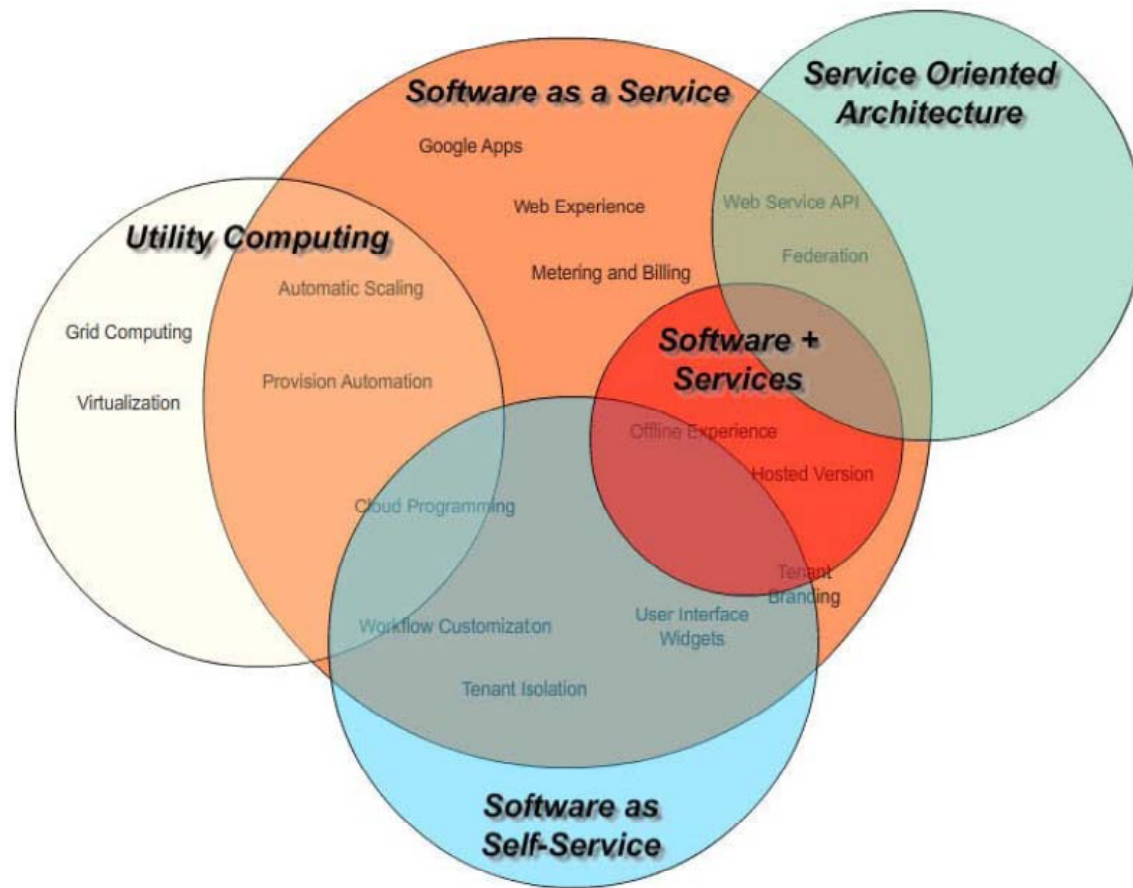 Software as a Service
Service Oriented
Architecture
Google Apps
Web Experience
Web Service API
Utility Computing
Federation
Metering and Billing
Automatic Scaling
Grid Computing
Software +
Services
Provision Automation
Virtualization
Offline Experience
Hosted Version
Cloud Programming
Tenant
Branding
User Interface
Widgets
Workflow Customization
Tenant Isolation
Software as
Self-Service